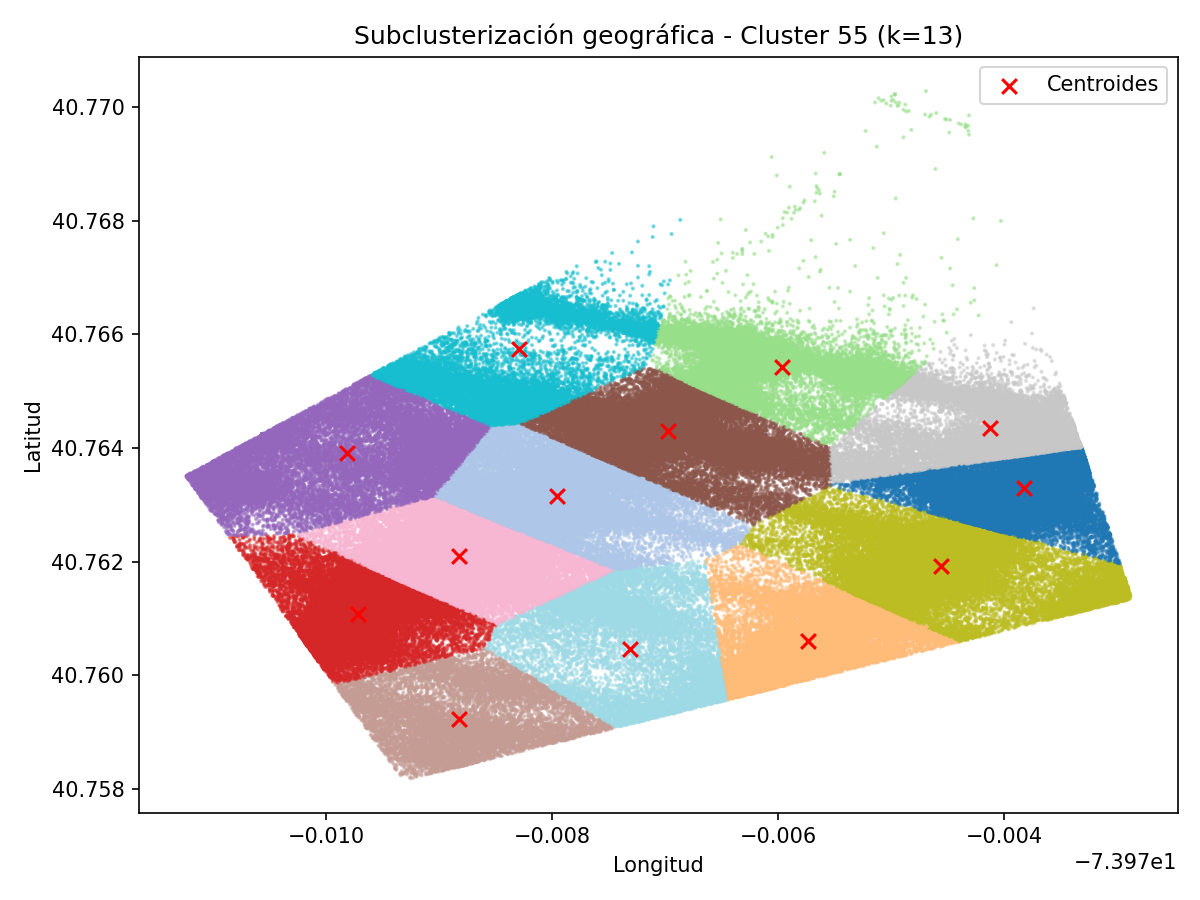 Subclusterización geográfica - Cluster 55 (k=13)
Centroides
40.770
40.768
40.766
40.764
40.762
40.760
40.758
Latitud
−0.010
−0.008
−0.006
−0.004
Longitud
−7.397e1